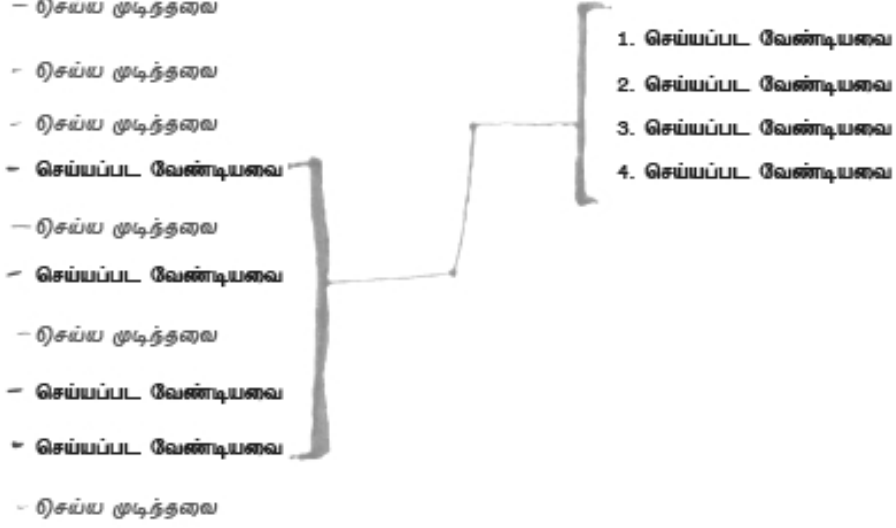 – செய்ய முடிந்தவை
- செய்ய முடிந்தவை
- செய்ய முடிந்தவை
- செய்யப்பட வேண்டியவை
– செய்ய முடிந்தவை
- செய்யப்பட வேண்டியவை
– செய்ய முடிந்தவை
- செய்யப்பட வேண்டியவை
- செய்யப்பட வேண்டியவை
- செய்ய முடிந்தவை
1. செய்யப்பட வேண்டியவை
2. செய்யப்பட வேண்டியவை
3. செய்யப்பட வேண்டியவை
4. செய்யப்பட வேண்டியவை